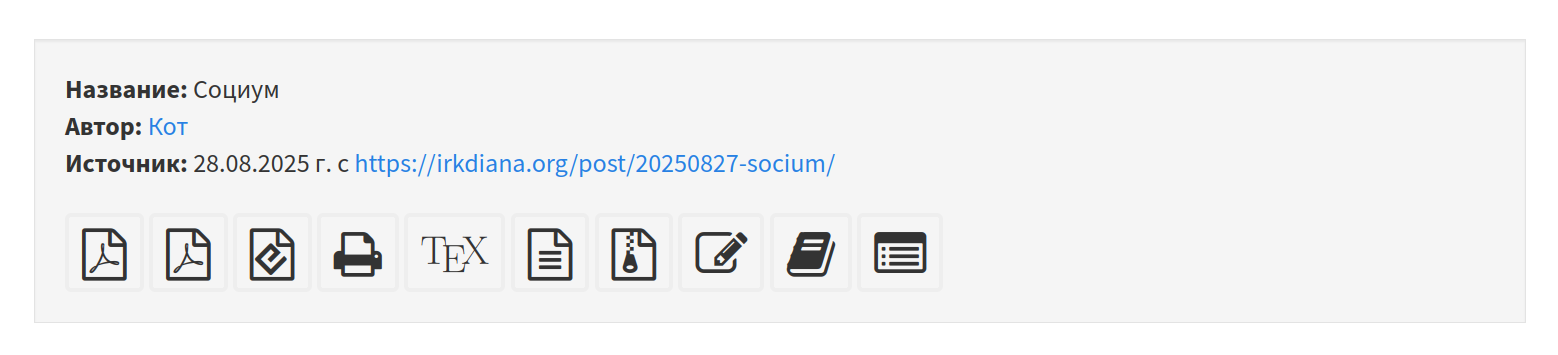 Название: Социум
Автор: Кот
Источник: 28.08.2025 г. с https://irkdiana.org/post/20250827-socium/
TEX